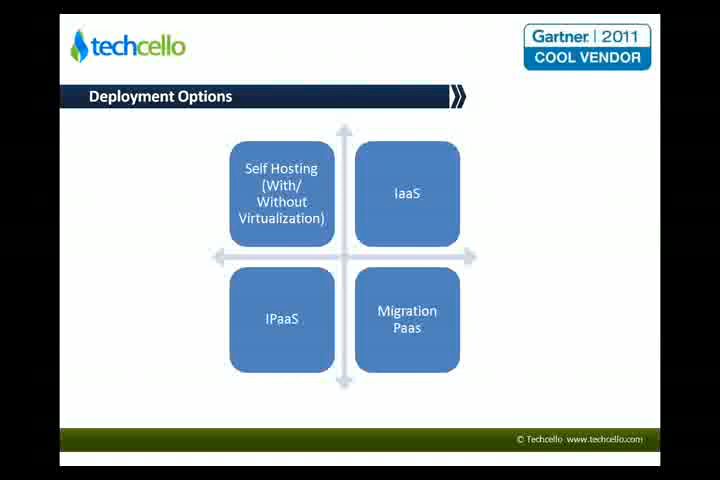 techcello
Gartner | 2011
COOL VENDOR
Deployment Options
Self Hosting
(With/
Without
Virtualization)
IaaS
IPaaS
Migration
Paas
© Techcello www.techcello.com